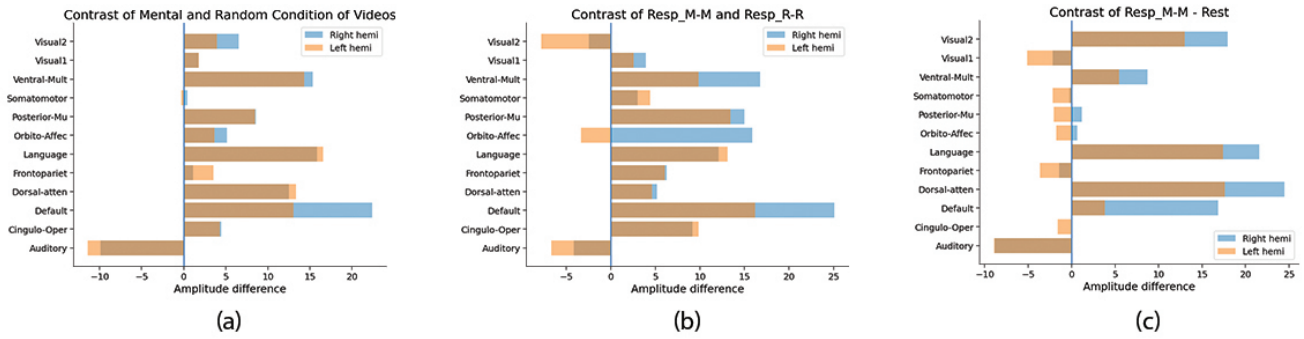 Contrast of Mental and Random Condition of Videos
Right hemi
Left hemi
Visual2
Visual1
Ventral-Mult
Somatomotor
Posterior-Mu
Orbito-Affec
Language
Frontopariet
Dorsal-atten
Default
Cingulo-Oper
Auditory
−10 −5 0 5 10 15 20
Amplitude difference
(a)
Contrast of Resp_M-M and Resp_R-R
Right hemi
Left hemi
Visual2
Visual1
Ventral-Mult
Somatomotor
Posterior-Mu
Orbito-Affec
Language
Frontopariet
Dorsal-atten
Default
Cingulo-Oper
Auditory
−5 0 5 10 15 20 25
Amplitude difference
(b)
Contrast of Resp_M-M - Rest
Visual2
Visual1
Ventral-Mult
Somatomotor
Posterior-Mu
Orbito-Affec
Language
Frontopariet
Dorsal-atten
Default
Cingulo-Oper
Auditory
Right hemi
Left hemi
−10 −5 0 5 10 15 20 25
Amplitude difference
(c)